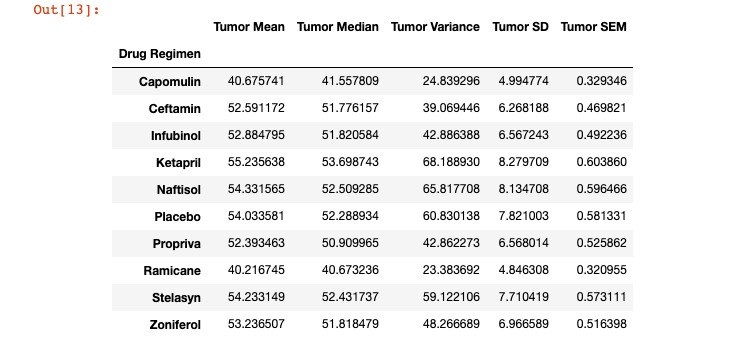 Out[13]:
Tumor Mean Tumor Median Tumor Variance Tumor SD Tumor SEM
Drug Regimen
Capomulin 40.675741 41.557809 24.839296 4.994774 0.329346
Ceftamin 52.591172 51.776157 39.069446 6.268188 0.469821
Infubinol 52.884795 51.820584 42.886388 6.567243 0.492236
Ketapril 55.235638 53.698743 68.188930 8.279709 0.603860
Naftisol 54.331565 52.509285 65.817708 8.134708 0.596466
Placebo 54.033581 52.288934 60.830138 7.821003 0.581331
Propriva 52.393463 50.909965 42.862273 6.568014 0.525862
Ramicane 40.216745 40.673236 23.383692 4.846308 0.320955
Stelasyn 54.233149 52.431737 59.122106 7.710419 0.573111
Zoniferol 53.236507 51.818479 48.266689 6.966589 0.516398